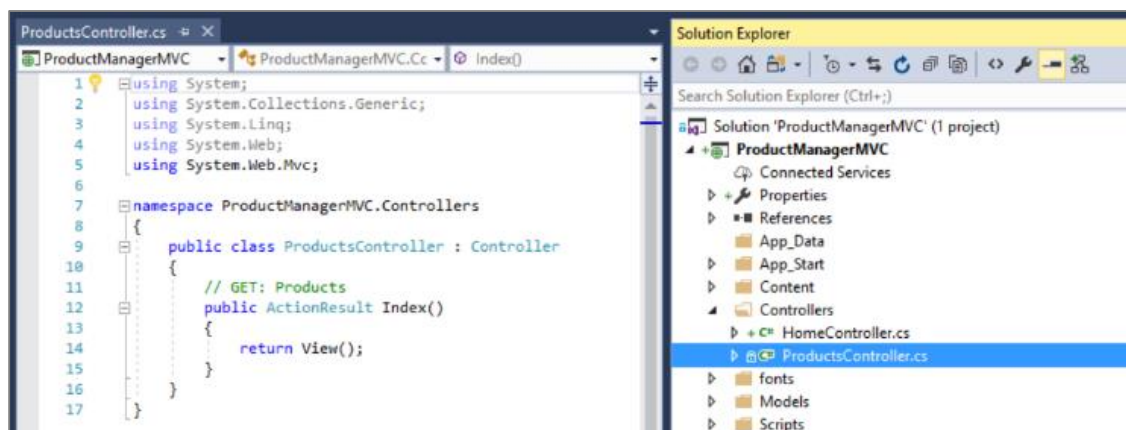 ProductsController.cs
ProductManagerMVC
ProductManagerMVC.Cc
Index()
1 using System;
2 using System.Collections.Generic;
3 using System.Linq;
4 using System.Web;
5 using System.Web.Mvc;
6
7 namespace ProductManagerMVC.Controllers
8 {
9 public class ProductsController : Controller
10 {
11 // GET: Products
12 public ActionResult Index()
13 {
14 return View();
15 }
16 }
17 }
Solution Explorer
Search Solution Explorer (Ctrl+;)
Solution 'ProductManagerMVC' (1 project)
ProductManagerMVC
Connected Services
Properties
References
App_Data
App_Start
Content
Controllers
HomeController.cs
ProductsController.cs
fonts
Models
Scripts